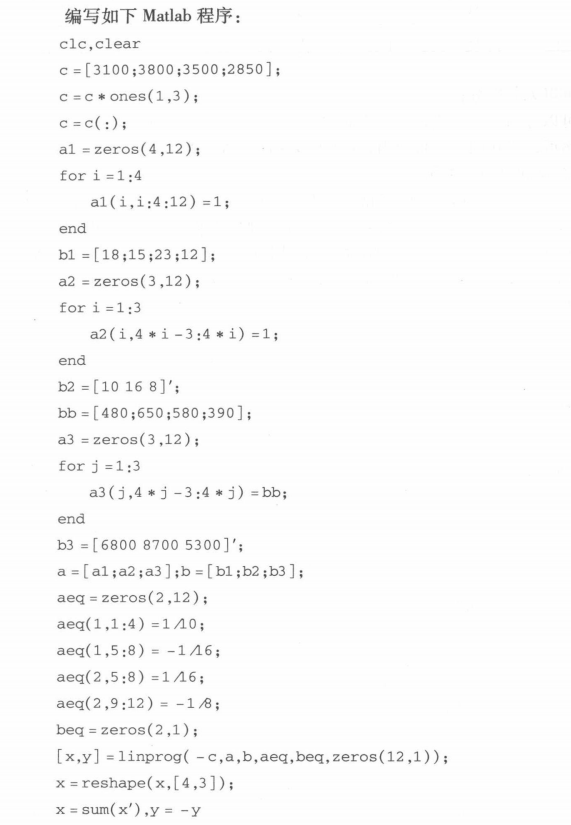 编写如下 Matlab 程序：
clc,clear
c=[3100;3800;3500;2850];
c=c*ones(1,3);
c=c(:);
a1=zeros(4,12);
for i=1:4
a1(i,i:4:12)=1;
end
b1=[18;15;23;12];
a2=zeros(3,12);
for i=1:3
a2(i,4*i-3:4*i)=1;
end
b2=[10 16 8]';
bb=[480;650;580;390];
a3=zeros(3,12);
for j=1:3
a3(j,4*j-3:4*j)=bb;
end
b3=[6800 8700 5300]';
a=[a1;a2;a3];b=[b1;b2;b3];
aeq=zeros(2,12);
aeq(1,1:4)=1/10;
aeq(1,5:8)=-1/16;
aeq(2,5:8)=1/16;
aeq(2,9:12)=-1/8;
beq=zeros(2,1);
[x,y]=linprog(-c,a,b,aeq,beq,zeros(12,1));
x=reshape(x,[4,3]);
x=sum(x'),y=-y